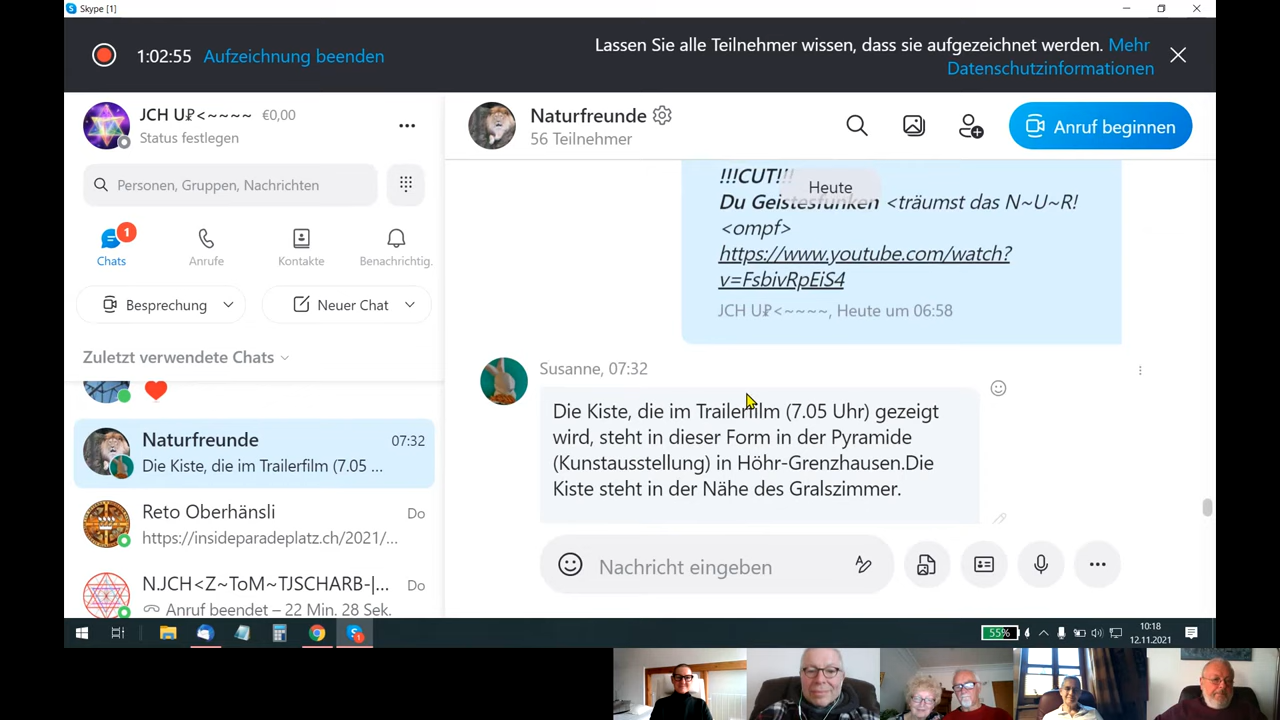 Skype [1]
1:02:55 Aufzeichnung beenden
Lassen Sie alle Teilnehmer wissen, dass sie aufgezeichnet werden. Mehr
Datenschutzinformationen
JCH U₽<~~~~ €0,00
Status festlegen
Personen, Gruppen, Nachrichten
1
Chats
Anrufe
Kontakte
Benachrichtig.
Besprechung
Neuer Chat
Zuletzt verwendete Chats
Naturfreunde 07:32
Die Kiste, die im Trailerfilm (7.05 ...
Reto Oberhänsli Do
https://insideparadeplatz.ch/2021/...
N.JCH<Z~ToM~TJSCHARB-|... Do
Anruf beendet – 22 Min. 28 Sek.
Naturfreunde
56 Teilnehmer
Anruf beginnen
!!!CUT!!!
Heute
Du Geistesfunken <träumst das N~U~R!
<ompf>
https://www.youtube.com/watch?
v=FsbivRpEiS4
JCH U₽<~~~~, Heute um 06:58
Susanne, 07:32
Die Kiste, die im Trailerfilm (7.05 Uhr) gezeigt
wird, steht in dieser Form in der Pyramide
(Kunstausstellung) in Höhr-Grenzhausen.Die
Kiste steht in der Nähe des Gralszimmer.
Nachricht eingeben
55%
10:18
12.11.2021